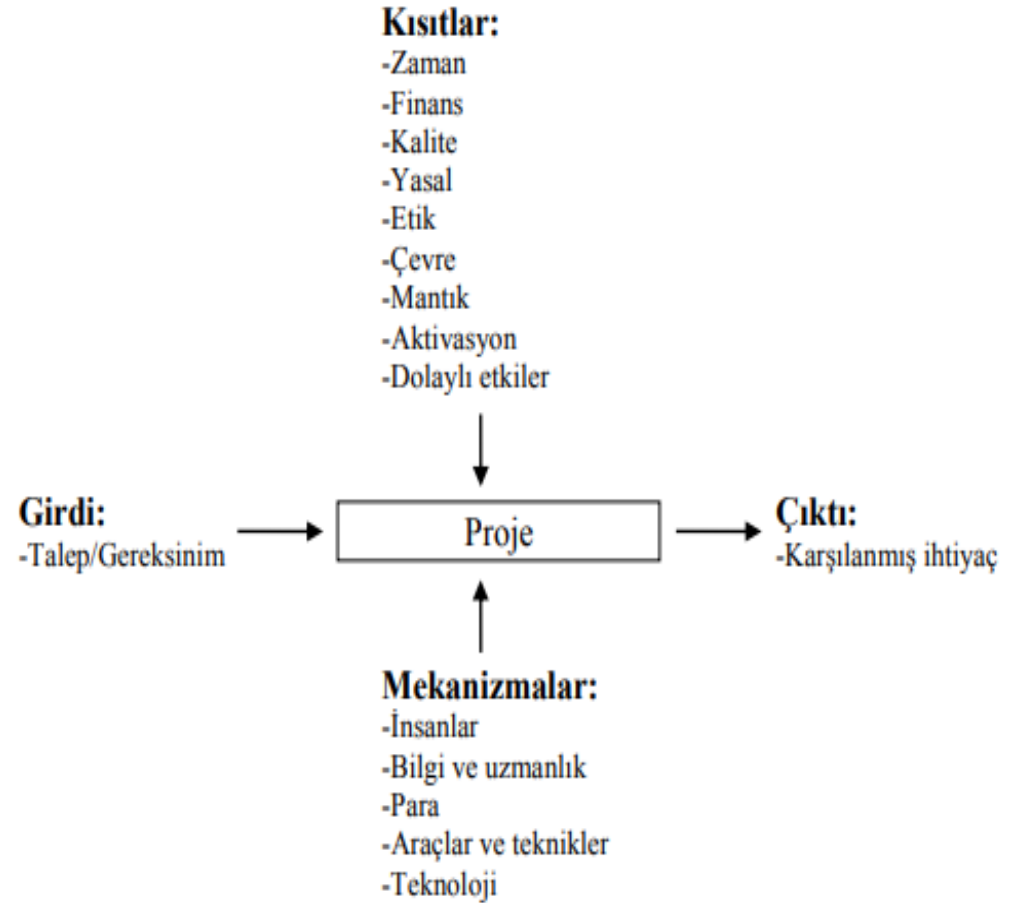 Kısıtlar:
-Zaman
-Finans
-Kalite
-Yasal
-Etik
-Çevre
-Mantık
-Aktivasyon
-Dolaylı etkiler
Girdi:
-Talep/Gereksinim
Proje
Çıktı:
-Karşılanmış ihtiyaç
Mekanizmalar:
-İnsanlar
-Bilgi ve uzmanlık
-Para
-Araçlar ve teknikler
-Teknoloji